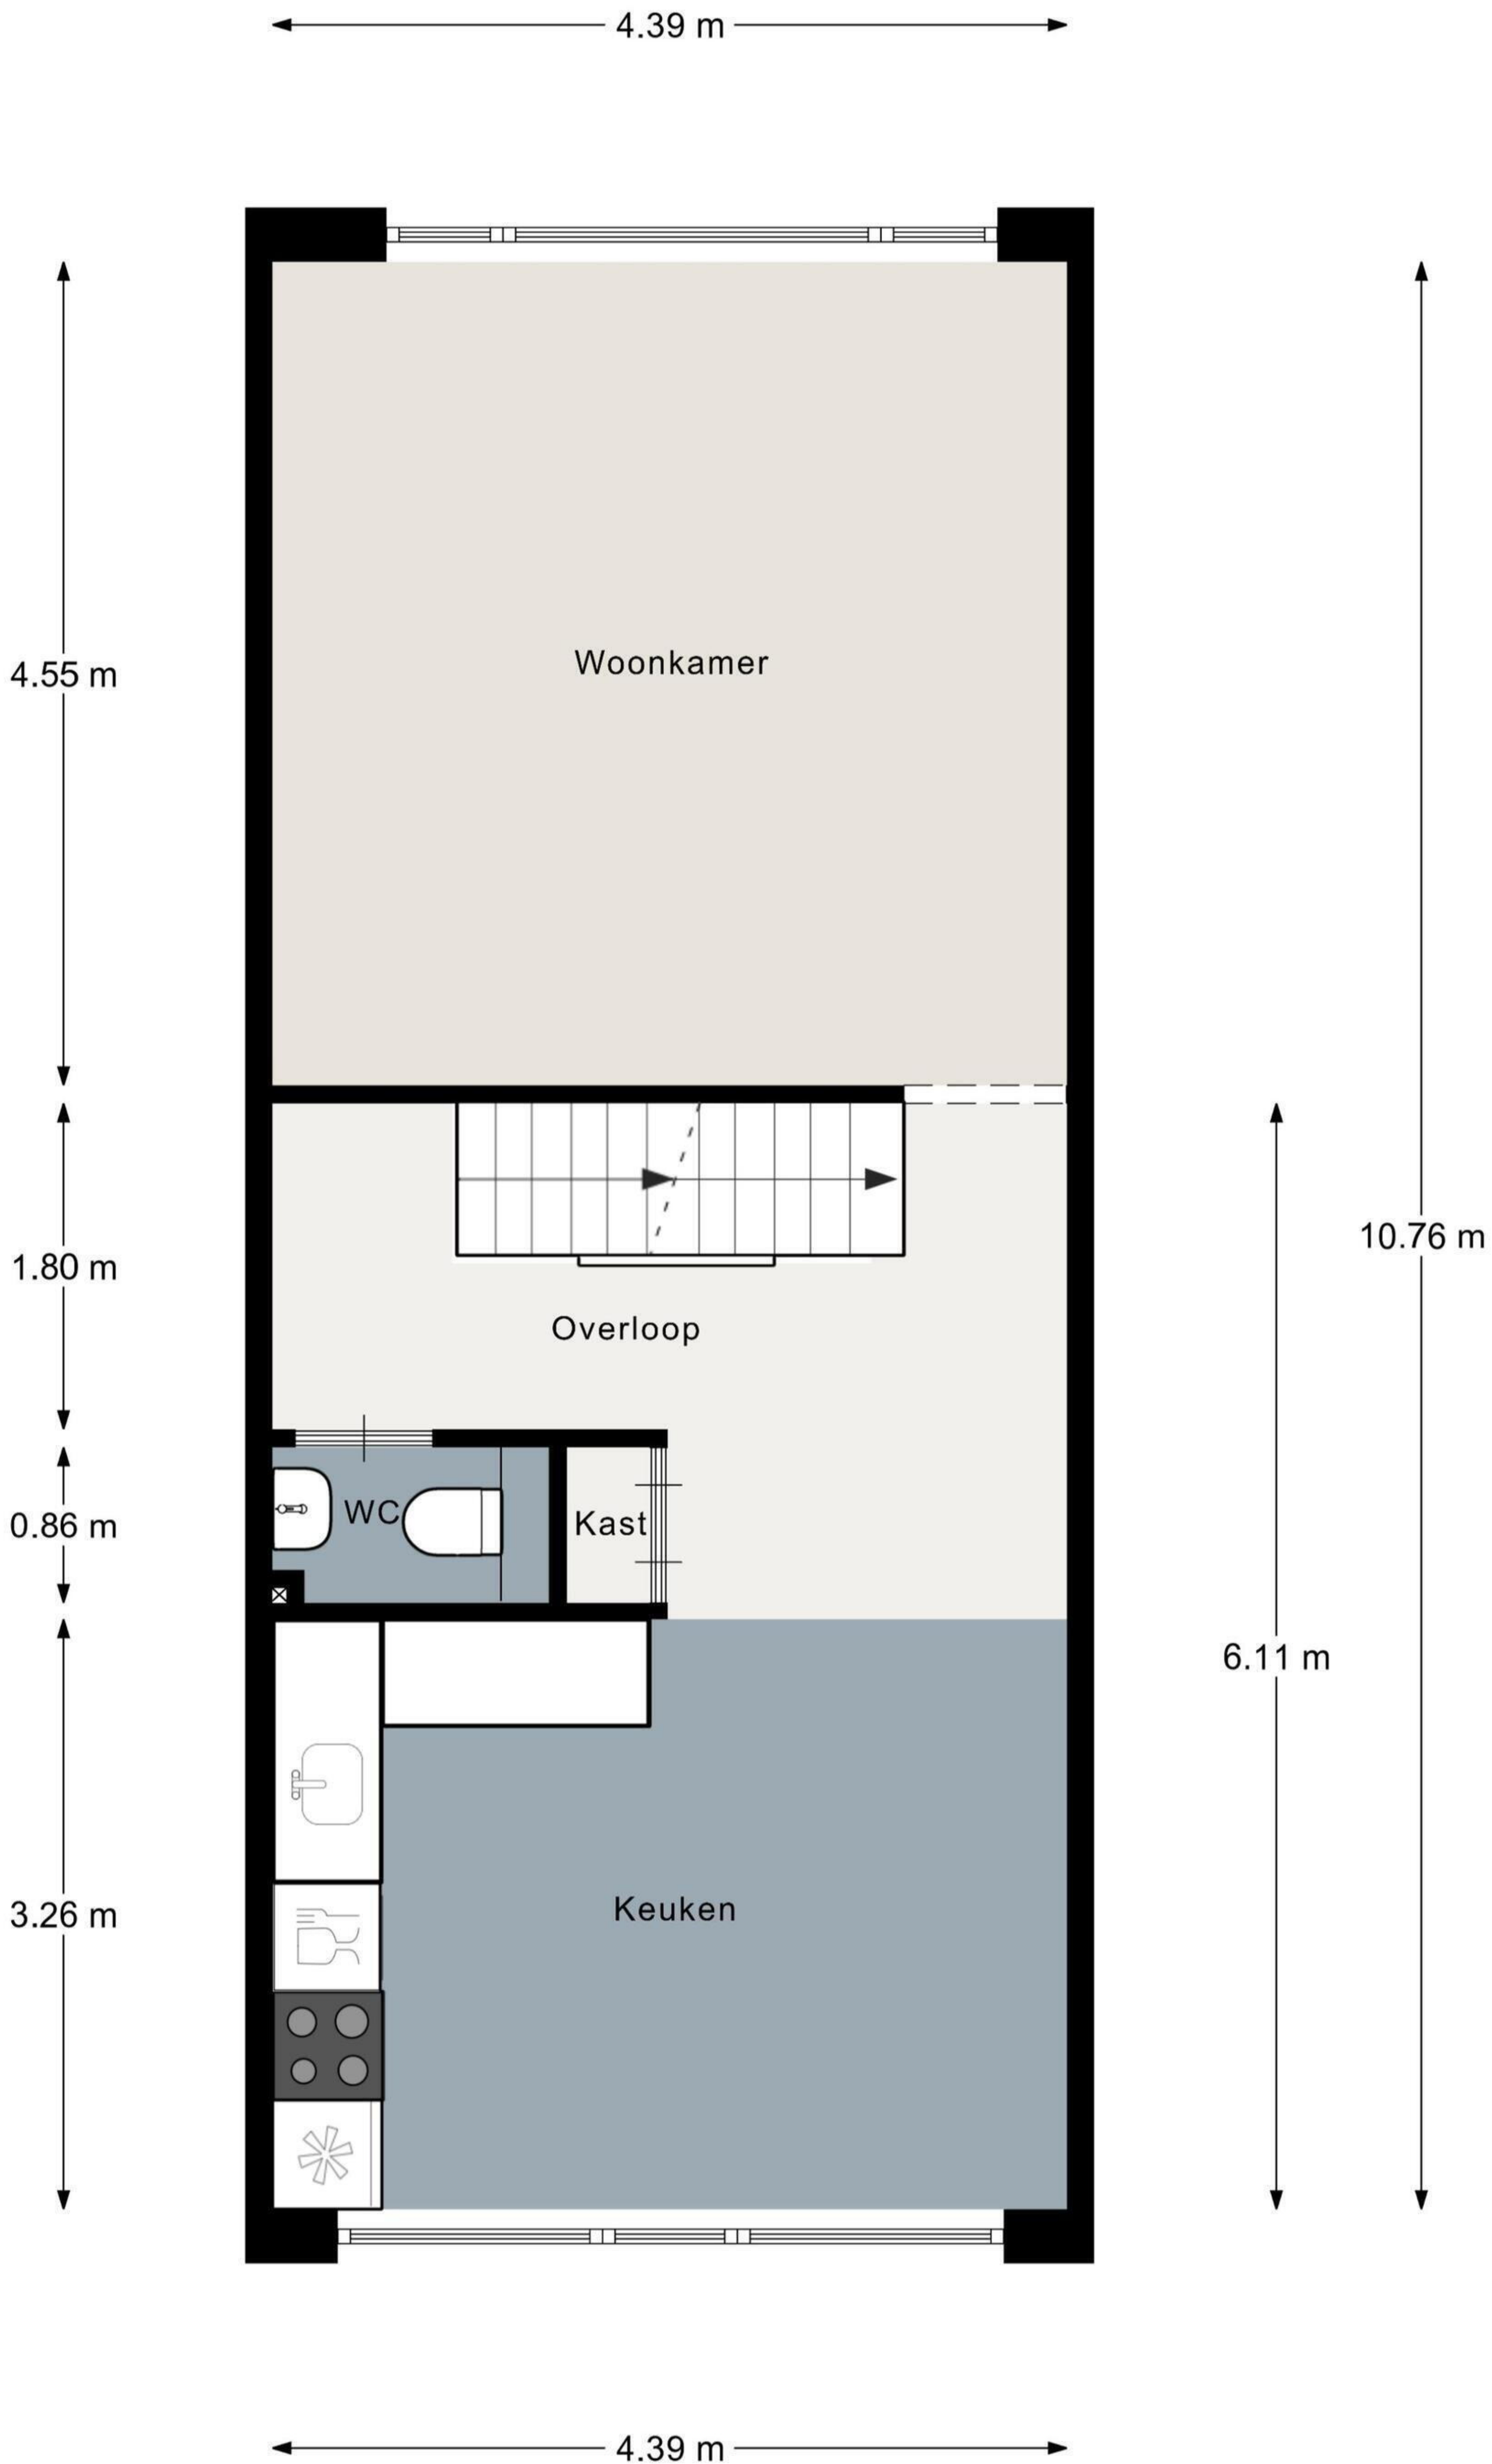 4.39 m
Woonkamer
4.55 m
10.76 m
1.80 m
Overloop
WC
Kast
0.86 m
6.11 m
Keuken
3.26 m
4.39 m